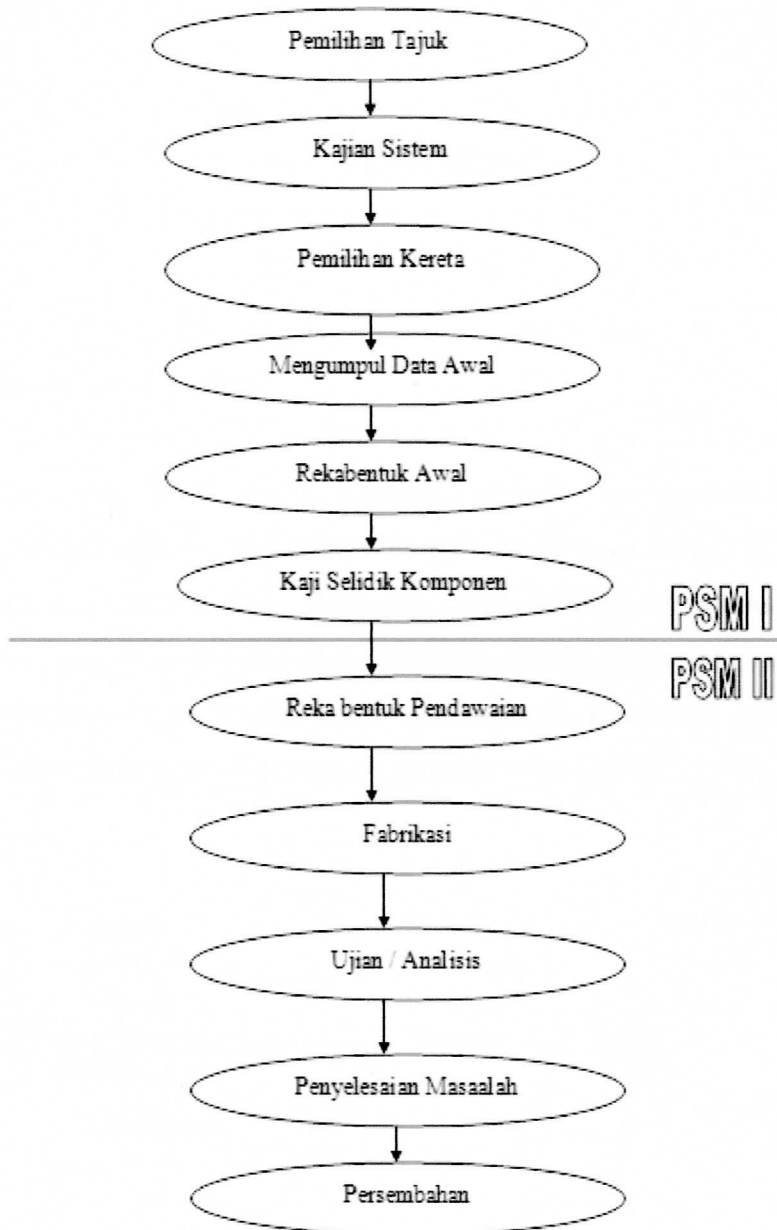 Pemilihan Tajuk
Kajian Sistem
Pemilihan Kereta
Mengumpul Data Awal
Rekabentuk Awal
Kaji Selidik Komponen
PSM I
PSM II
Reka bentuk Pendawaian
Fabrikasi
Ujian / Analisis
Penyelesaian Masaalah
Persembahan